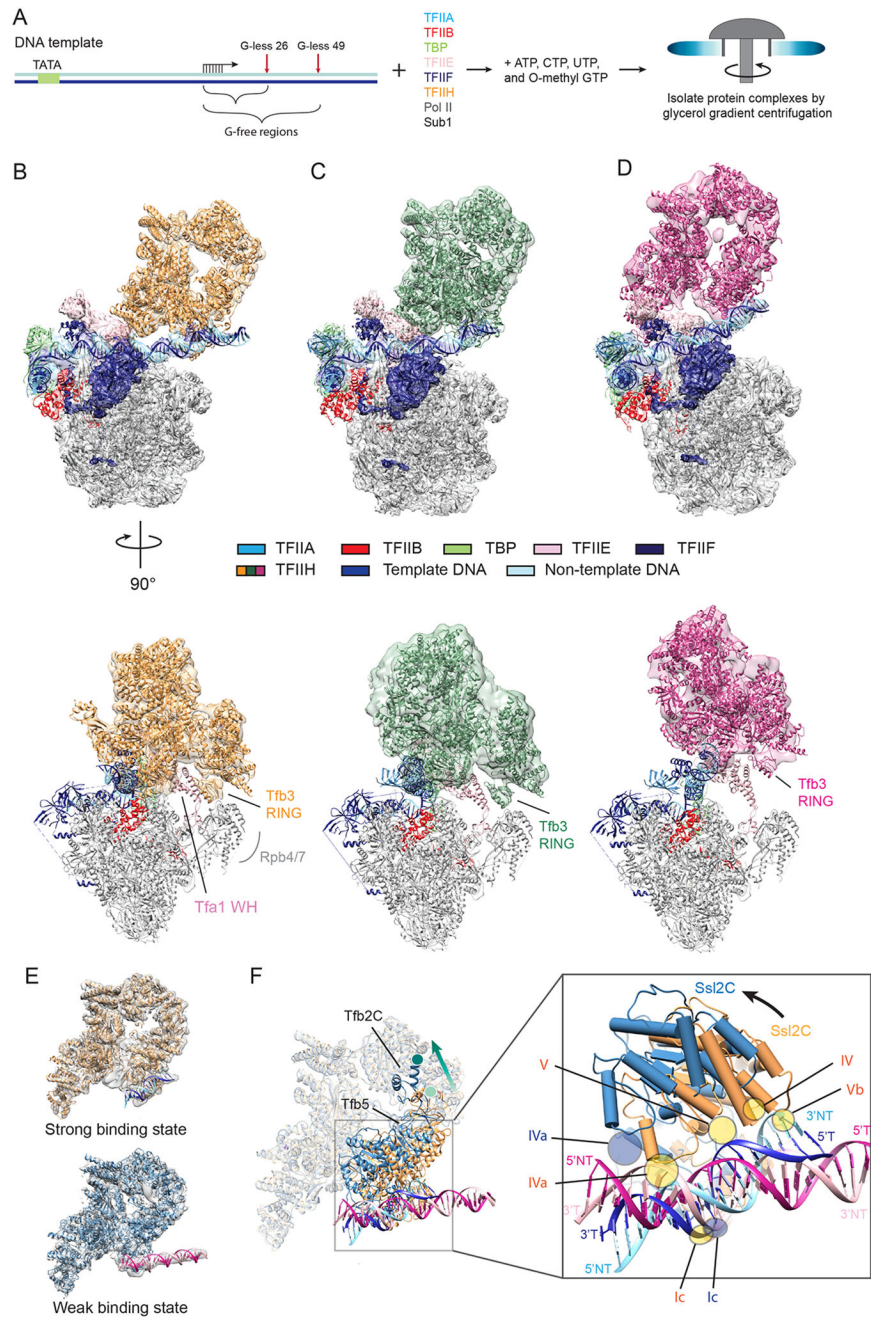 A
DNA template
TATA
G-less 26
G-less 49
G-free regions
TFIIA
TFIIB
TBP
TFIIE
TFIIF
TFIIH
Pol II
Sub1
+ ATP, CTP, UTP,
and O-methyl GTP
Isolate protein complexes by
glycerol gradient centrifugation
B
C
D
90°
TFIIA
TFIIB
TBP
TFIIE
TFIIF
TFIIH
Template DNA
Non-template DNA
Tfb3
RING
Rpb4/7
Tfa1 WH
Tfb3
RING
Tfb3
RING
E
Strong binding state
Weak binding state
F
Tfb2C
Tfb5
Ssl2C
Ssl2C
V
IV
Vb
IVa
IVa
3'NT
5'T
5'T
5'NT
3'T
3'T
5'NT
3'NT
Ic
Ic